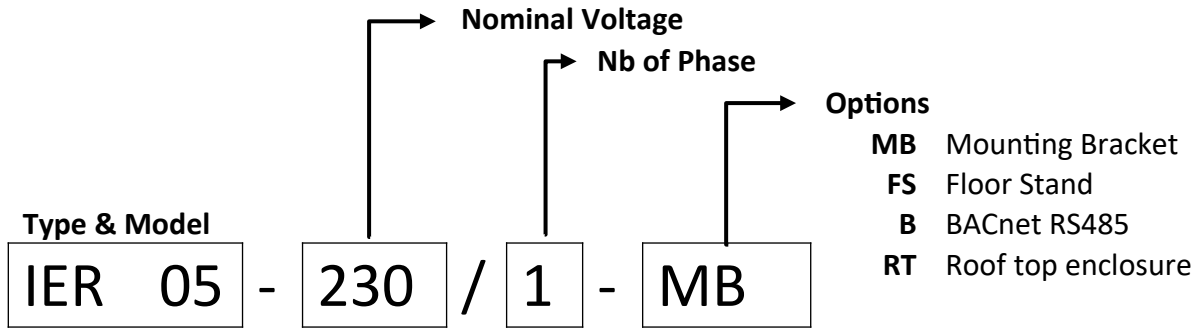 Nominal Voltage
Nb of Phase
Options
MB Mounting Bracket
FS Floor Stand
B BACnet RS485
RT Roof top enclosure
Type & Model
IER 05 - 230 / 1 - MB